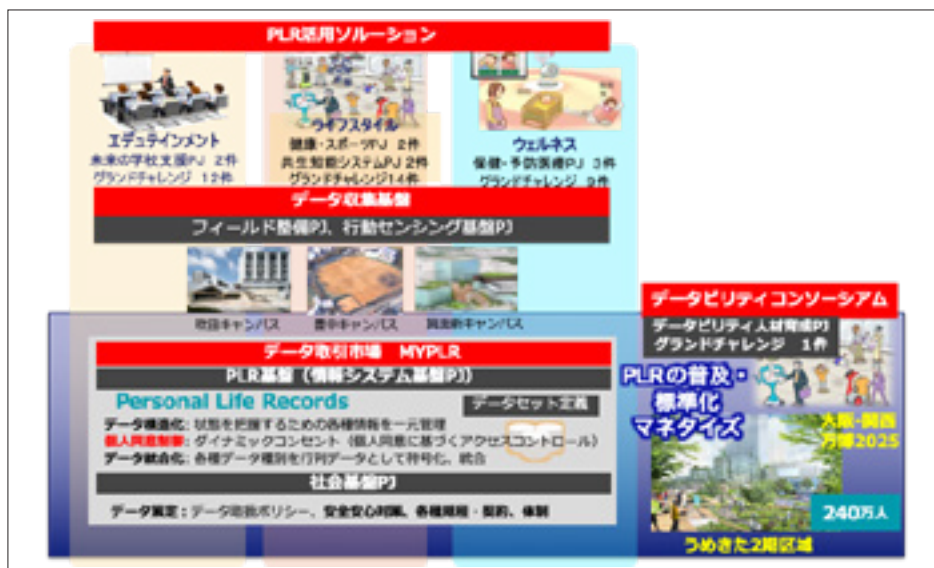 PLR活用ソルーション
エデュテインメント
未来の学校支援PJ 2件
グランドチャレンジ 12件
ライフスタイル
健康・スポーツPJ 2件
共生知能システムPJ 2件
グランドチャレンジ14件
ウェルネス
保健・予防医療PJ 3件
グランドチャレンジ 9件
データ収集基盤
フィールド整備PJ、行動センシング基盤PJ
吹田キャンパス
豊中キャンパス
箕面新キャンパス
データ取引市場 MYPLR
PLR基盤(情報システム基盤PJ)
Personal Life Records
データセット定義
データ構造化: 状態を把握するための各種情報を一元管理
個人同意制御: ダイナミックコンセント(個人同意に基づくアクセスコントロール)
データ統合化: 各種データ種別を行列データとして符号化、統合
社会基盤PJ
データ策定:データ取扱ポリシー、安全安心対策、各種規程・契約、体制
データビリティコンソーシアム
データビリティ人材育成PJ
グランドチャレンジ 1件
PLRの普及・
標準化
マネタイズ
大阪・関西
万博2025
240万人
うめきた2期区域